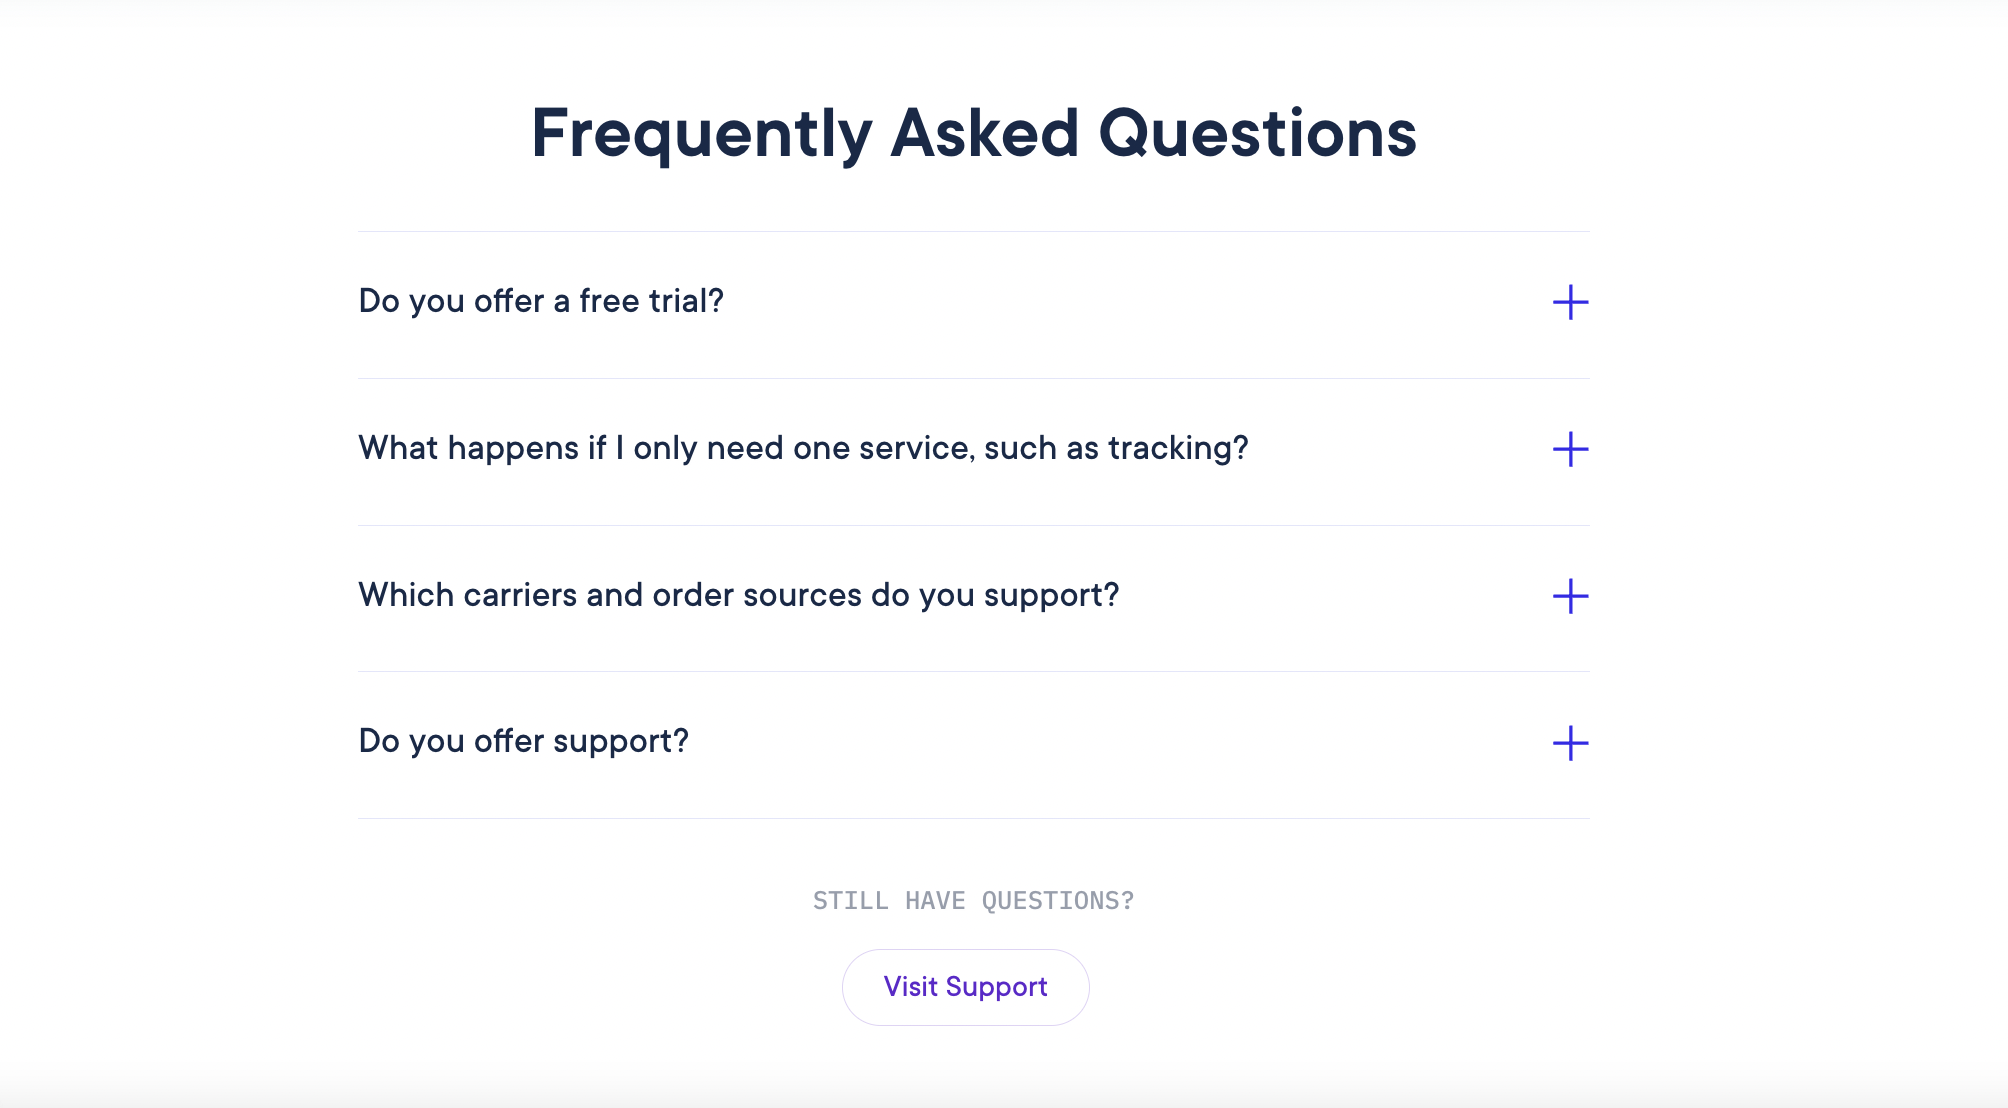 Frequently Asked Questions
Do you offer a free trial?
What happens if I only need one service, such as tracking?
Which carriers and order sources do you support?
Do you offer support?
STILL HAVE QUESTIONS?
Visit Support